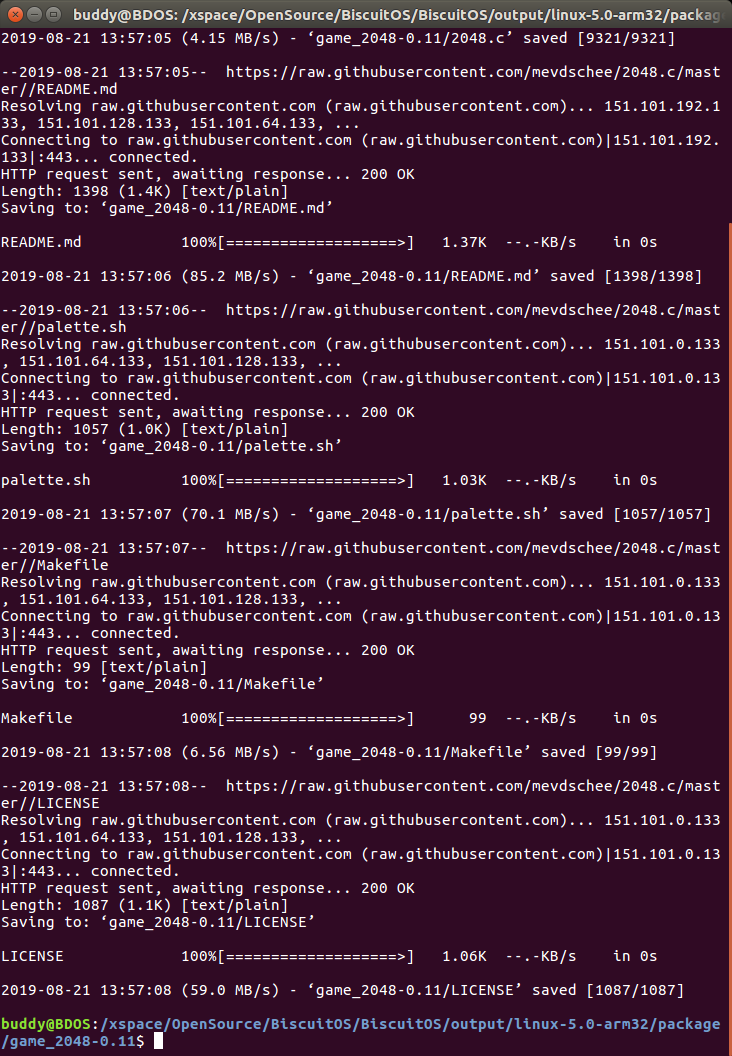 buddy@BDOS: /xspace/OpenSource/BiscuitOS/BiscuitOS/output/linux-5.0-arm32/package
2019-08-21 13:57:05 (4.15 MB/s) - ‘game_2048-0.11/2048.c’ saved [9321/9321]
--2019-08-21 13:57:05--  https://raw.githubusercontent.com/mevdschee/2048.c/mast
er//README.md
Resolving raw.githubusercontent.com (raw.githubusercontent.com)... 151.101.192.1
33, 151.101.128.133, 151.101.64.133, ...
Connecting to raw.githubusercontent.com (raw.githubusercontent.com)|151.101.192.
133|:443... connected.
HTTP request sent, awaiting response... 200 OK
Length: 1398 (1.4K) [text/plain]
Saving to: ‘game_2048-0.11/README.md’
README.md           100%[===================>]   1.37K  --.-KB/s    in 0s
2019-08-21 13:57:06 (85.2 MB/s) - ‘game_2048-0.11/README.md’ saved [1398/1398]
--2019-08-21 13:57:06--  https://raw.githubusercontent.com/mevdschee/2048.c/mast
er//palette.sh
Resolving raw.githubusercontent.com (raw.githubusercontent.com)... 151.101.0.133
, 151.101.64.133, 151.101.128.133, ...
Connecting to raw.githubusercontent.com (raw.githubusercontent.com)|151.101.0.13
3|:443... connected.
HTTP request sent, awaiting response... 200 OK
Length: 1057 (1.0K) [text/plain]
Saving to: ‘game_2048-0.11/palette.sh’
palette.sh          100%[===================>]   1.03K  --.-KB/s    in 0s
2019-08-21 13:57:07 (70.1 MB/s) - ‘game_2048-0.11/palette.sh’ saved [1057/1057]
--2019-08-21 13:57:07--  https://raw.githubusercontent.com/mevdschee/2048.c/mast
er//Makefile
Resolving raw.githubusercontent.com (raw.githubusercontent.com)... 151.101.0.133
, 151.101.64.133, 151.101.128.133, ...
Connecting to raw.githubusercontent.com (raw.githubusercontent.com)|151.101.0.13
3|:443... connected.
HTTP request sent, awaiting response... 200 OK
Length: 99 [text/plain]
Saving to: ‘game_2048-0.11/Makefile’
Makefile            100%[===================>]      99  --.-KB/s    in 0s
2019-08-21 13:57:08 (6.56 MB/s) - ‘game_2048-0.11/Makefile’ saved [99/99]
--2019-08-21 13:57:08--  https://raw.githubusercontent.com/mevdschee/2048.c/mast
er//LICENSE
Resolving raw.githubusercontent.com (raw.githubusercontent.com)... 151.101.0.133
, 151.101.64.133, 151.101.128.133, ...
Connecting to raw.githubusercontent.com (raw.githubusercontent.com)|151.101.0.13
3|:443... connected.
HTTP request sent, awaiting response... 200 OK
Length: 1087 (1.1K) [text/plain]
Saving to: ‘game_2048-0.11/LICENSE’
LICENSE             100%[===================>]   1.06K  --.-KB/s    in 0s
2019-08-21 13:57:08 (59.0 MB/s) - ‘game_2048-0.11/LICENSE’ saved [1087/1087]
buddy@BDOS:/xspace/OpenSource/BiscuitOS/BiscuitOS/output/linux-5.0-arm32/package
/game_2048-0.11$